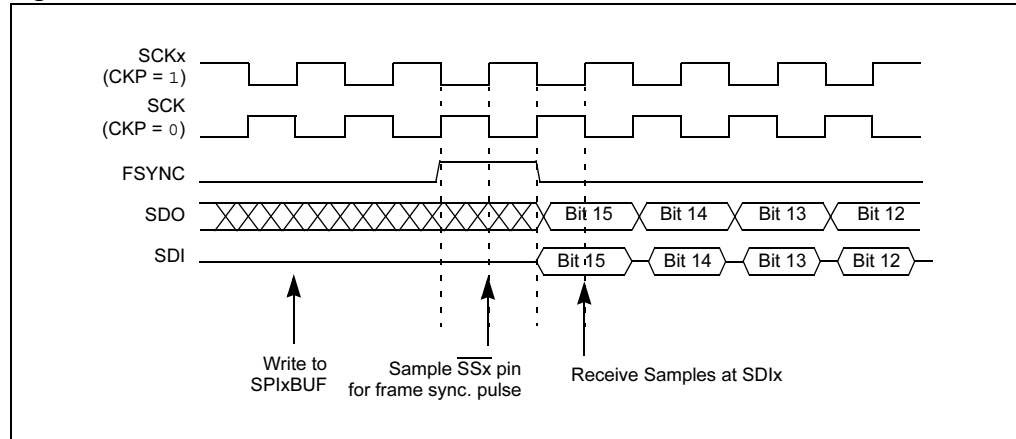 SCKx
(CKP = 1)
SCK
(CKP = 0)
FSYNC
SDO
Bit 15
Bit 14
Bit 13
Bit 12
SDI
Bit 15
Bit 14
Bit 13
Bit 12
Write to
SPIxBUF
Sample SSx pin
for frame sync. pulse
Receive Samples at SDIx